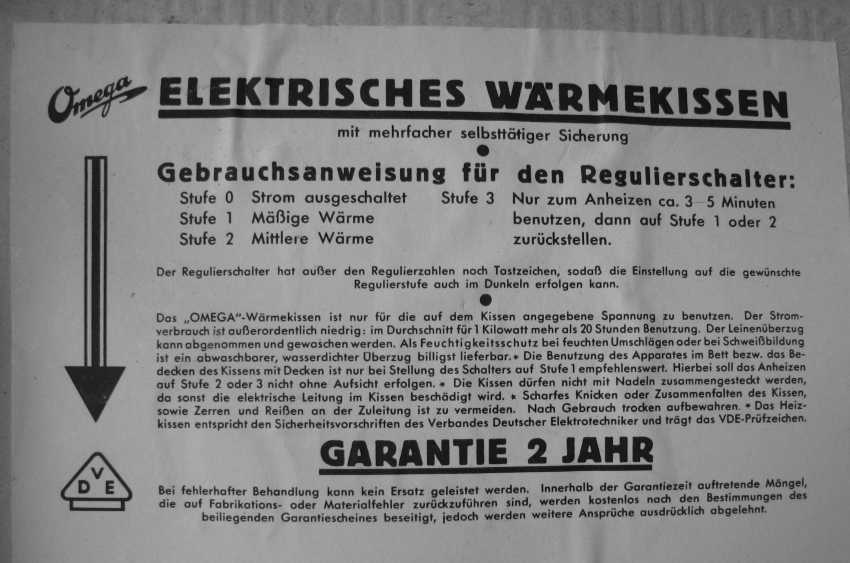 Omega
ELEKTRISCHES WÄRMEKISSEN
mit mehrfacher selbsttätiger Sicherung
Gebrauchsanweisung für den Regulierschalter:
Stufe 0 Strom ausgeschaltet
Stufe 1 Mäßige Wärme
Stufe 2 Mittlere Wärme
Stufe 3 Nur zum Anheizen ca. 3–5 Minuten
benutzen, dann auf Stufe 1 oder 2
zurückstellen.
Der Regulierschalter hat außer den Regulierzahlen noch Tastzeichen, sodaß die Einstellung auf die gewünschte
Regulierstufe auch im Dunkeln erfolgen kann.
Das „OMEGA"-Wärmekissen ist nur für die auf dem Kissen angegebene Spannung zu benutzen. Der Strom-
verbrauch ist außerordentlich niedrig: im Durchschnitt für 1 Kilowatt mehr als 20 Stunden Benutzung. Der Leinenüberzug
kann abgenommen und gewaschen werden. Als Feuchtigkeitsschutz bei feuchten Umschlägen oder bei Schweißbildung
ist ein abwaschbarer, wasserdichter Überzug billigst lieferbar. * Die Benutzung des Apparates im Bett bezw. das Be-
decken des Kissens mit Decken ist nur bei Stellung des Schalters auf Stufe 1 empfehlenswert. Hierbei soll das Anheizen
auf Stufe 2 oder 3 nicht ohne Aufsicht erfolgen. * Die Kissen dürfen nicht mit Nadeln zusammengesteckt werden,
da sonst die elektrische Leitung im Kissen beschädigt wird. * Scharfes Knicken oder Zusammenfalten des Kissen,
sowie Zerren und Reißen an der Zuleitung ist zu vermeiden. Nach Gebrauch trocken aufbewahren. * Das Heiz-
kissen entspricht den Sicherheitsvorschriften des Verbandes Deutscher Elektrotechniker und trägt das VDE-Prüfzeichen.
GARANTIE 2 JAHR
VDE
Bei fehlerhafter Behandlung kann kein Ersatz geleistet werden. Innerhalb der Garantiezeit auftretende Mängel,
die auf Fabrikations- oder Materialfehler zurückzuführen sind, werden kostenlos nach den Bestimmungen des
beiliegenden Garantiescheines beseitigt, jedoch werden weitere Ansprüche ausdrücklich abgelehnt.